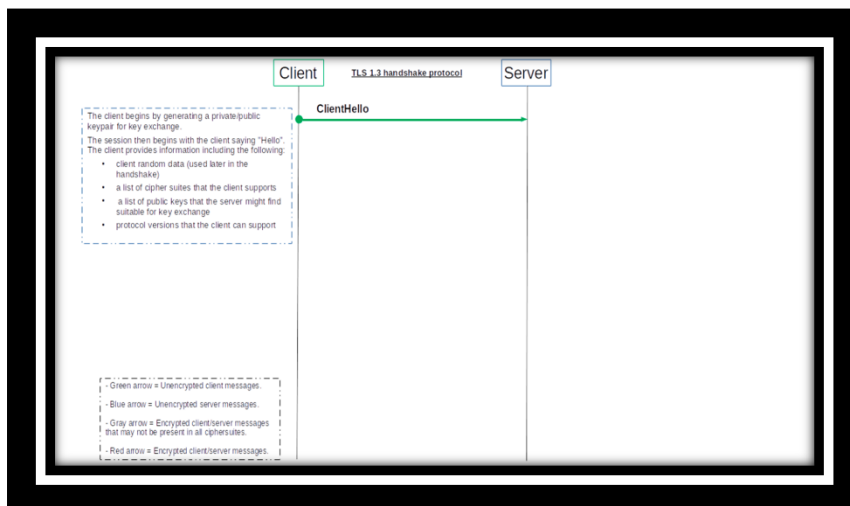 Client
TLS 1.3 handshake protocol
Server
ClientHello
The client begins by generating a private/public
keypair for key exchange.
The session then begins with the client saying "Hello".
The client provides information including the following:
• client random data (used later in the
handshake)
• a list of cipher suites that the client supports
• a list of public keys that the server might find
suitable for key exchange
• protocol versions that the client can support
- Green arrow = Unencrypted client messages.
- Blue arrow = Unencrypted server messages.
- Gray arrow = Encrypted client/server messages
that may not be present in all ciphersuites.
- Red arrow = Encrypted client/server messages.